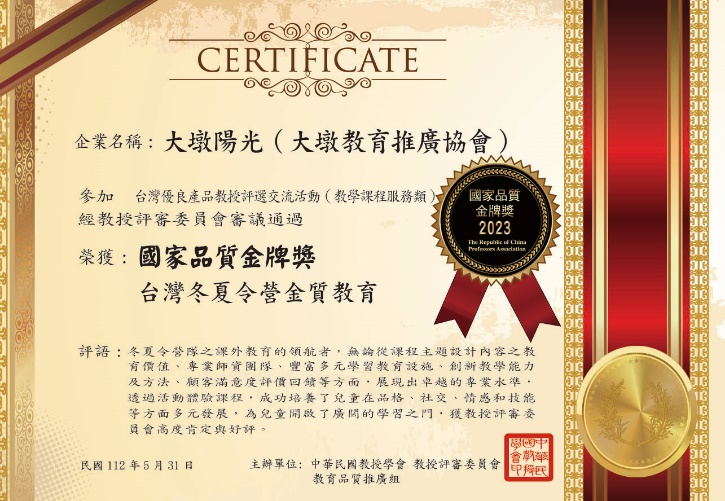 CERTIFICATE
企業名稱：大墩陽光（大墩教育推廣協會）
參加 台灣優良產品教授評選交流活動（教學課程服務類）
經教授評審委員會審議通過
國家品質
金牌獎
2023
The Republic of China
Professors Association
榮獲：國家品質金牌獎
台灣冬夏令營金質教育
評語：冬夏令營隊之課外教育的領航者，無論從課程主題設計內容之教
育價值、專業師資團隊、豐富多元學習教育設施、創新教學能力
及方法、顧客滿意度評價回饋等方面，展現出卓越的專業水準，
透過活動體驗課程，成功培養了兒童在品格、社交、情感和技能
等方面多元發展，為兒童開啟了廣闊的學習之門，獲教授評審委
員會高度肯定與好評。
民國 112 年 5 月 31 日
主辦單位：中華民國教授學會 教授評審委員會
教育品質推廣組